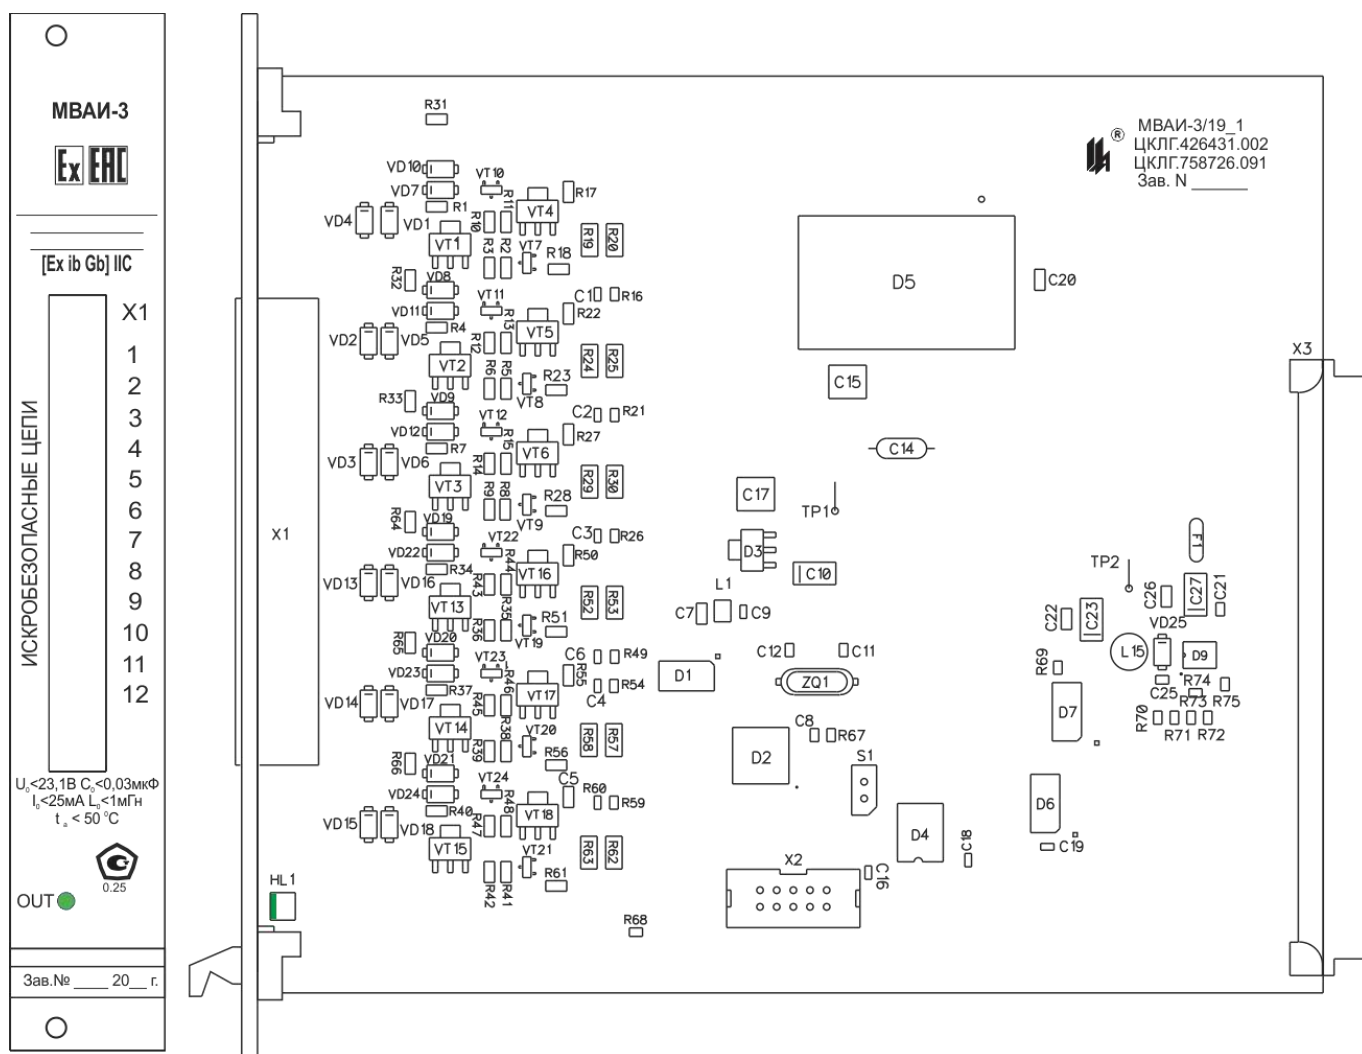 МВАИ-3
Ex EAC
[Ex ib Gb] IIC
ИСКРОБЕЗОПАСНЫЕ ЦЕПИ
X1
1
2
3
4
5
6
7
8
9
10
11
12
U₀<23,1В C₀<0,03мкФ
I₀<25мА L₀<1мГн
tₐ < 50 °C
0.25
OUT
Зав.№ ____ 20__ г.
X1
HL1
R31
VD10
VD7
R1
VD4
VD1
VT1
VT10
R11
R10
R3
R2
VT4
VT7
R17
R18
R19
R20
R32
VD8
VD11
R4
VD2
VD5
VT2
VT11
R13
R12
R6
R5
C1
R16
R22
VT5
VT8
R23
R24
R25
R33
VD9
VD12
R7
VD3
VD6
VT3
VT12
R15
R14
R9
R8
C2
R21
R27
VT6
VT9
R28
R29
R30
R64
VD19
VD22
R34
VD13
VD16
VT13
VT22
R44
R43
R35
R36
C3
R26
R50
VT16
VT19
R51
R52
R53
R65
VD20
VD23
R37
VD14
VD17
VT14
VT23
R46
R45
R38
R39
C6
R49
R55
C4
R54
VT17
VT20
R56
R58
R57
R66
VD21
VD24
R40
VD15
VD18
VT15
VT24
R48
R47
R42
R41
C5
R60
R59
VT18
VT21
R61
R63
R62
R68
®
МВАИ-3/19_1
ЦКЛГ.426431.002
ЦКЛГ.758726.091
Зав. N ______
D5
C20
C15
C14
C17
TP1
D3
C10
L1
C7
C9
C12
C11
D1
ZQ1
D2
C8
R67
S1
D4
C18
X2
C16
X3
F1
TP2
C26
C27
C21
C22
C23
VD25
L15
D9
R69
C25
R74
R73
R75
R70
R71
R72
D7
D6
C19